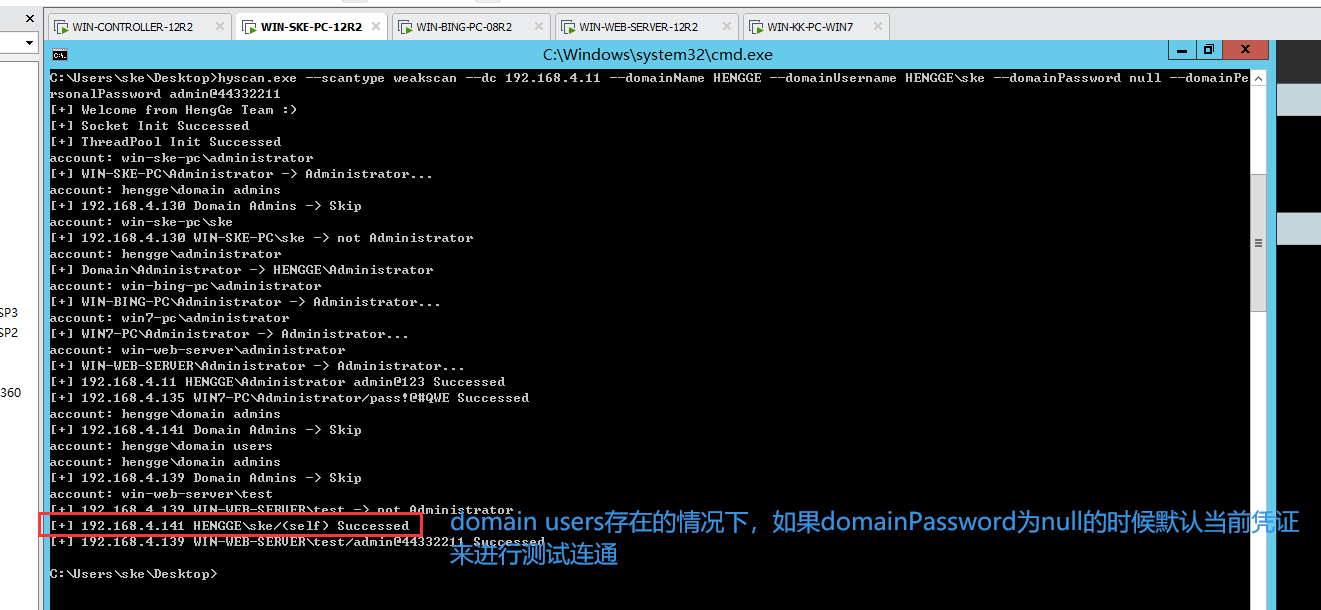 WIN-CONTROLLER-12R2
WIN-SKE-PC-12R2
WIN-BING-PC-08R2
WIN-WEB-SERVER-12R2
WIN-KK-PC-WIN7
C:\Windows\system32\cmd.exe
C:\Users\ske\Desktop>hyscan.exe --scantype weakscan --dc 192.168.4.11 --domainName HENGGE --domainUsername HENGGE\ske --domainPassword null --domainPe
rsonalPassword admin@44332211
[+] Welcome from HengGe Team :)
[+] Socket Init Successed
[+] ThreadPool Init Successed
account: win-ske-pc\administrator
[+] WIN-SKE-PC\Administrator -> Administrator...
account: hengge\domain admins
[+] 192.168.4.130 Domain Admins -> Skip
account: win-ske-pc\ske
[+] 192.168.4.130 WIN-SKE-PC\ske -> not Administrator
account: hengge\administrator
[+] Domain\Administrator -> HENGGE\Administrator
account: win-bing-pc\administrator
[+] WIN-BING-PC\Administrator -> Administrator...
account: win7-pc\administrator
[+] WIN7-PC\Administrator -> Administrator...
account: win-web-server\administrator
[+] WIN-WEB-SERVER\Administrator -> Administrator...
[+] 192.168.4.11 HENGGE\Administrator admin@123 Successed
[+] 192.168.4.135 WIN7-PC\Administrator/pass!@#QWE Successed
account: hengge\domain admins
[+] 192.168.4.141 Domain Admins -> Skip
account: hengge\domain users
account: hengge\domain admins
[+] 192.168.4.139 Domain Admins -> Skip
account: win-web-server\test
[+] 192.168.4.139 WIN-WEB-SERVER\test -> not Administrator
[+] 192.168.4.141 HENGGE\ske/(self) Successed
[+] 192.168.4.139 WIN-WEB-SERVER\test/admin@44332211 Successed
domain users存在的情况下，如果domainPassword为null的时候默认当前凭证
来进行测试连通
C:\Users\ske\Desktop>
SP3
SP2
360